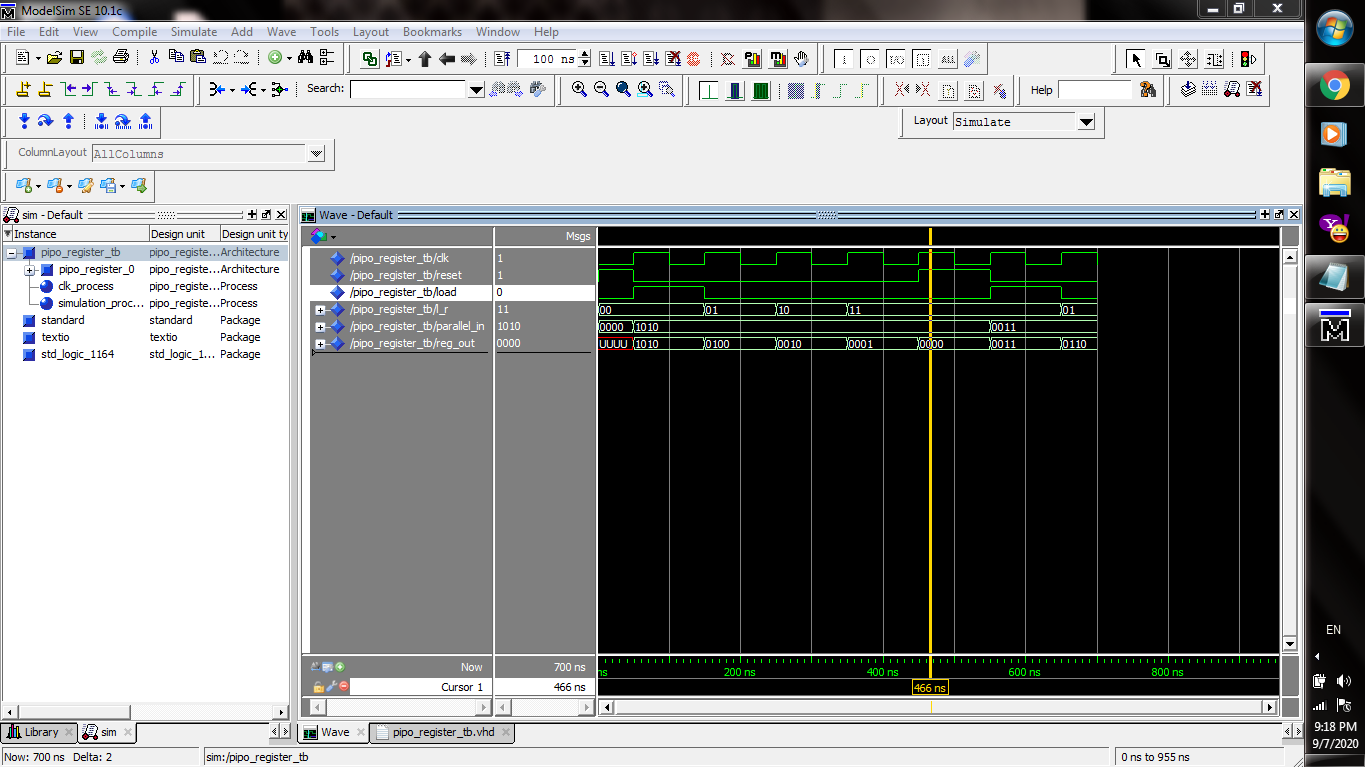 ModelSim SE 10.1c
File Edit View Compile Simulate Add Wave Tools Layout Bookmarks Window Help
100 ns
Search:
Help
Layout Simulate
ColumnLayout AllColumns
sim - Default
Instance Design unit Design unit ty
pipo_register_tb pipo_registe... Architecture
pipo_register_0 pipo_registe... Architecture
clk_process pipo_registe... Process
simulation_proc... pipo_registe... Process
standard standard Package
textio textio Package
std_logic_1164 std_logic_1... Package
Wave - Default
Msgs
/pipo_register_tb/clk 1
/pipo_register_tb/reset 1
/pipo_register_tb/load 0
/pipo_register_tb/l_r 11 00 01 10 11 01
/pipo_register_tb/parallel_in 1010 0000 1010 0011
/pipo_register_tb/reg_out 0000 UUUU 1010 0100 0010 0001 0000 0011 0110
Now 700 ns ns 200 ns 400 ns 600 ns 800 ns
Cursor 1 466 ns 466 ns
Library sim
Wave pipo_register_tb.vhd
Now: 700 ns Delta: 2 sim:/pipo_register_tb 0 ns to 955 ns
EN
9:18 PM
9/7/2020